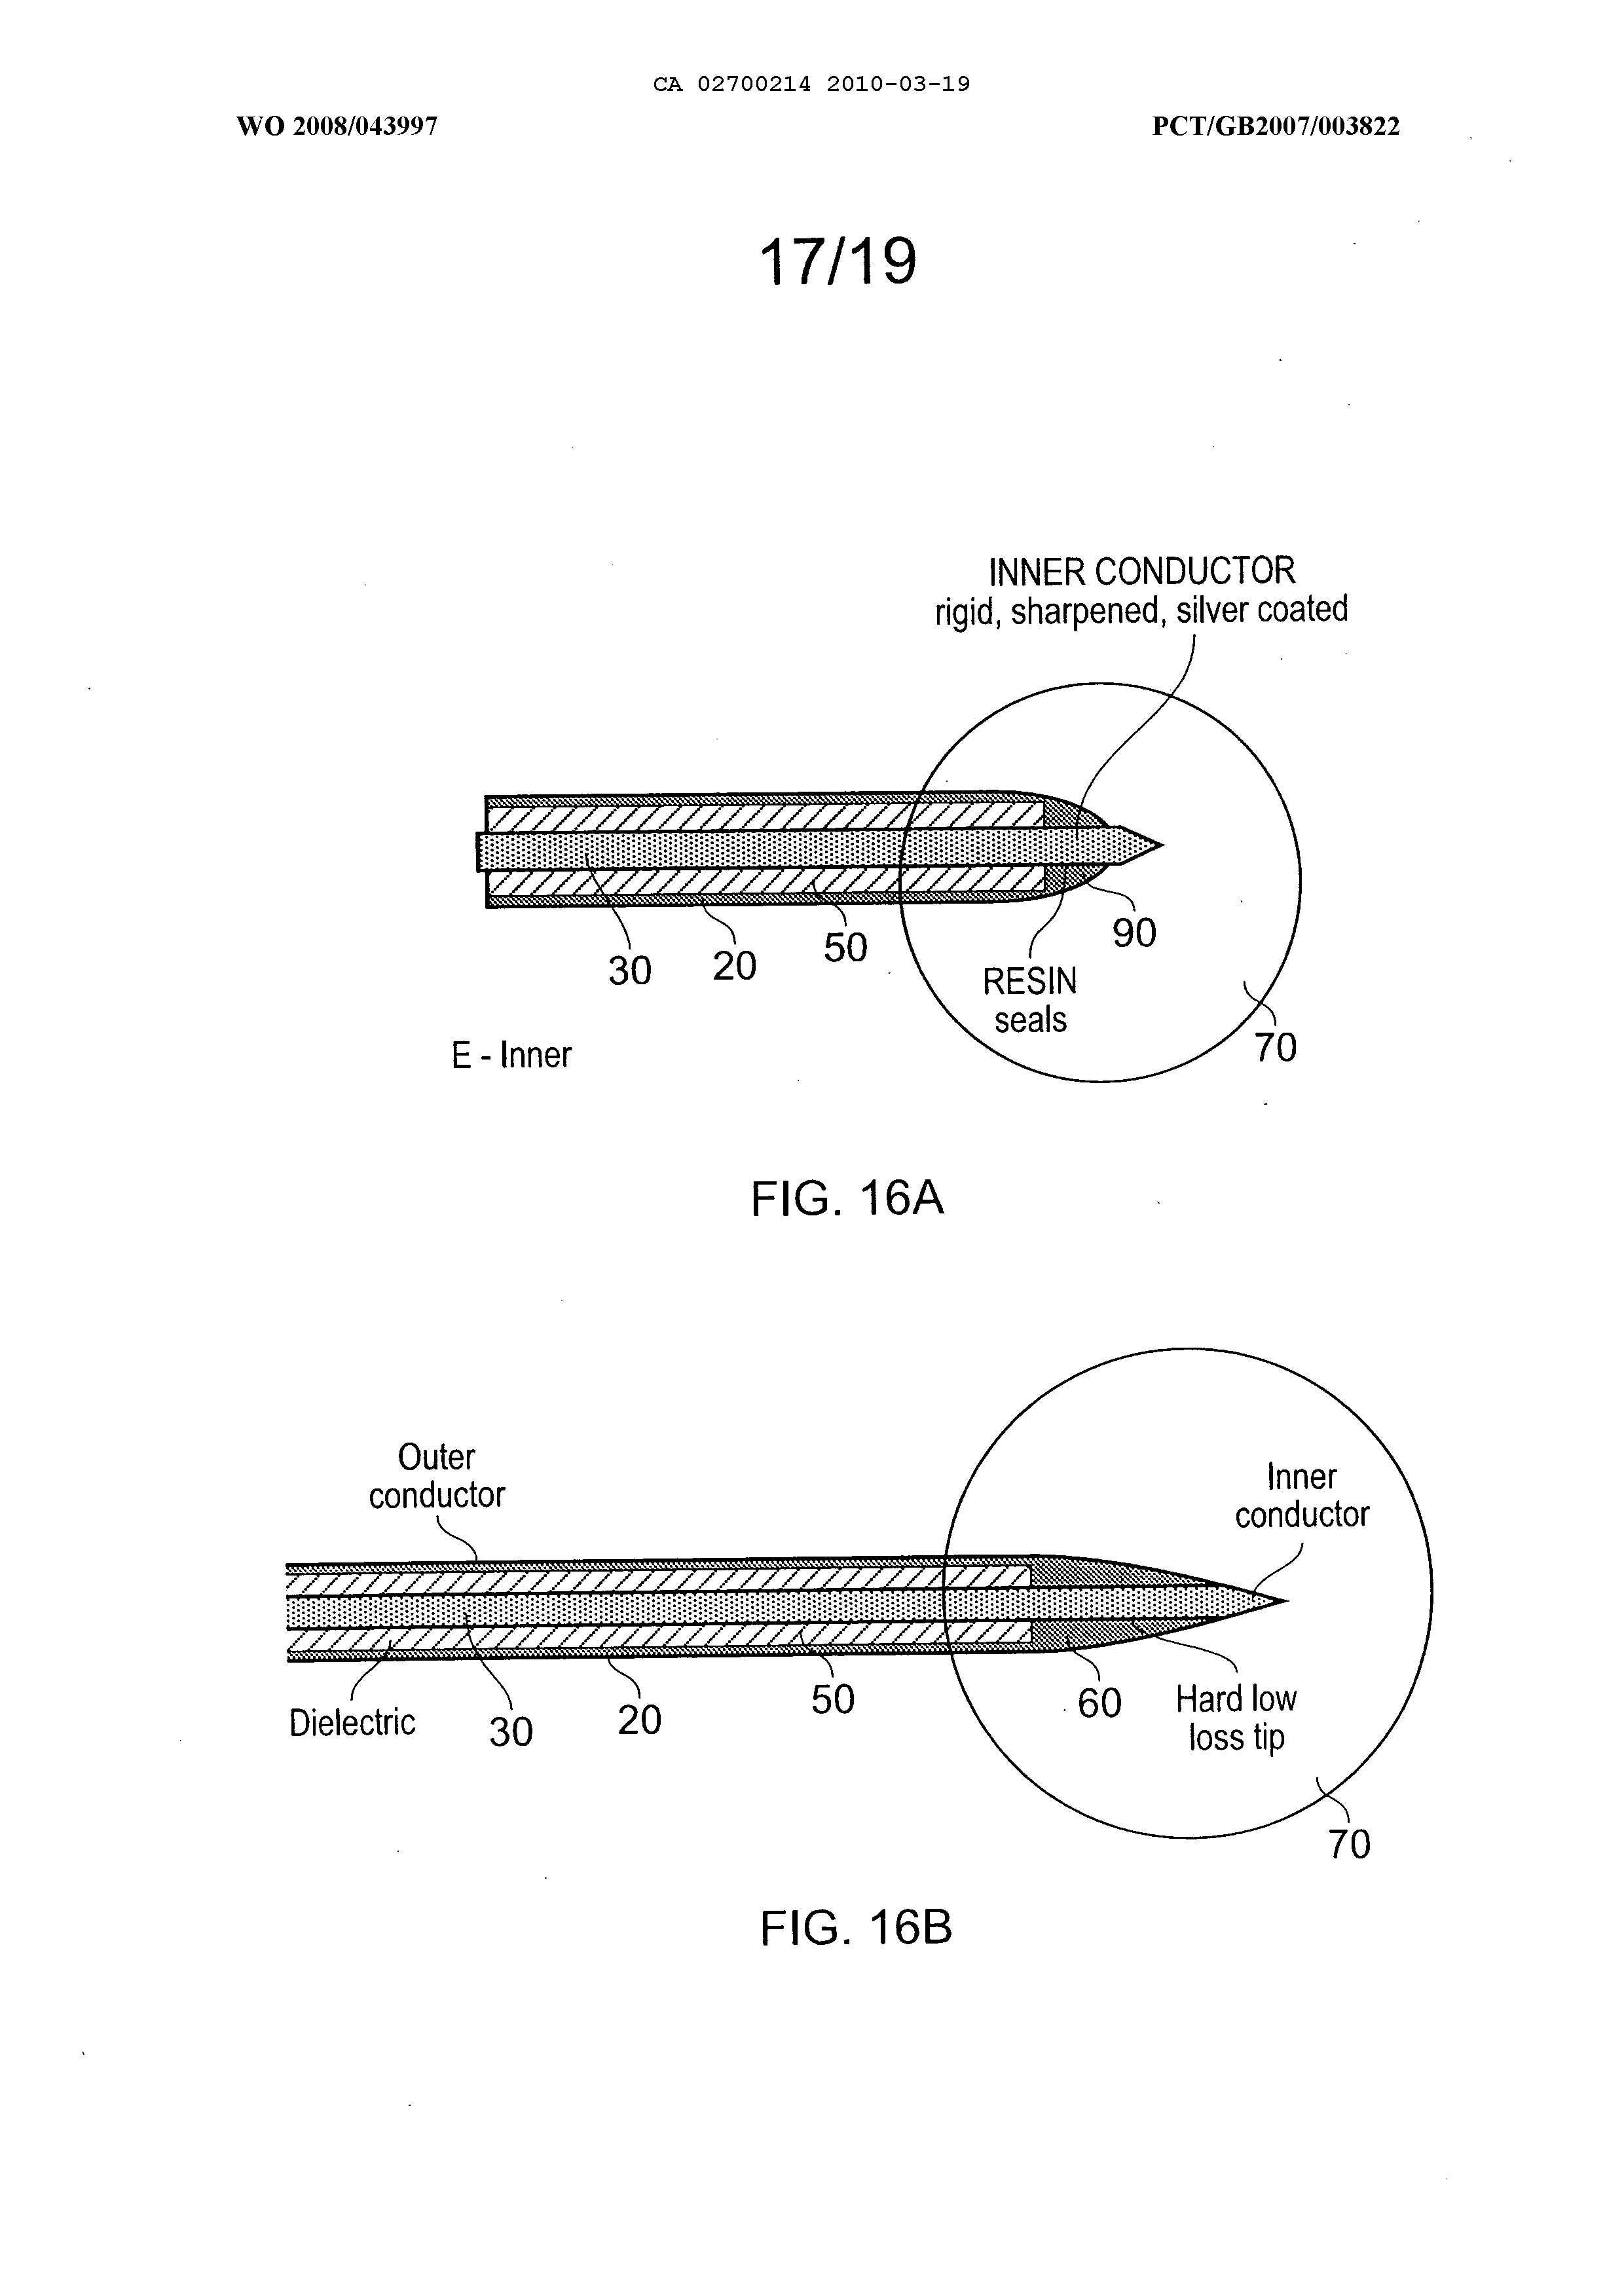 CA 02700214 2010-03-19
WO 2008/043997
PCT/GB2007/003822
17/19
INNER CONDUCTOR
rigid, sharpened, silver coated
30
20
50
90
RESIN
seals
70
E - Inner
FIG. 16A
Outer
conductor
Inner
conductor
Dielectric
30
20
50
60
Hard low
loss tip
70
FIG. 16B